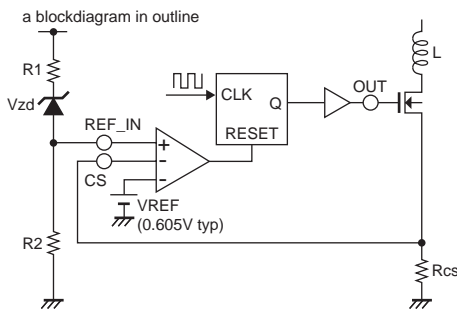 a blockdiagram in outline
R1
Vzd
REF_IN
CS
R2
+
-
-
VREF
(0.605V typ)
CLK
Q
RESET
OUT
L
Rcs